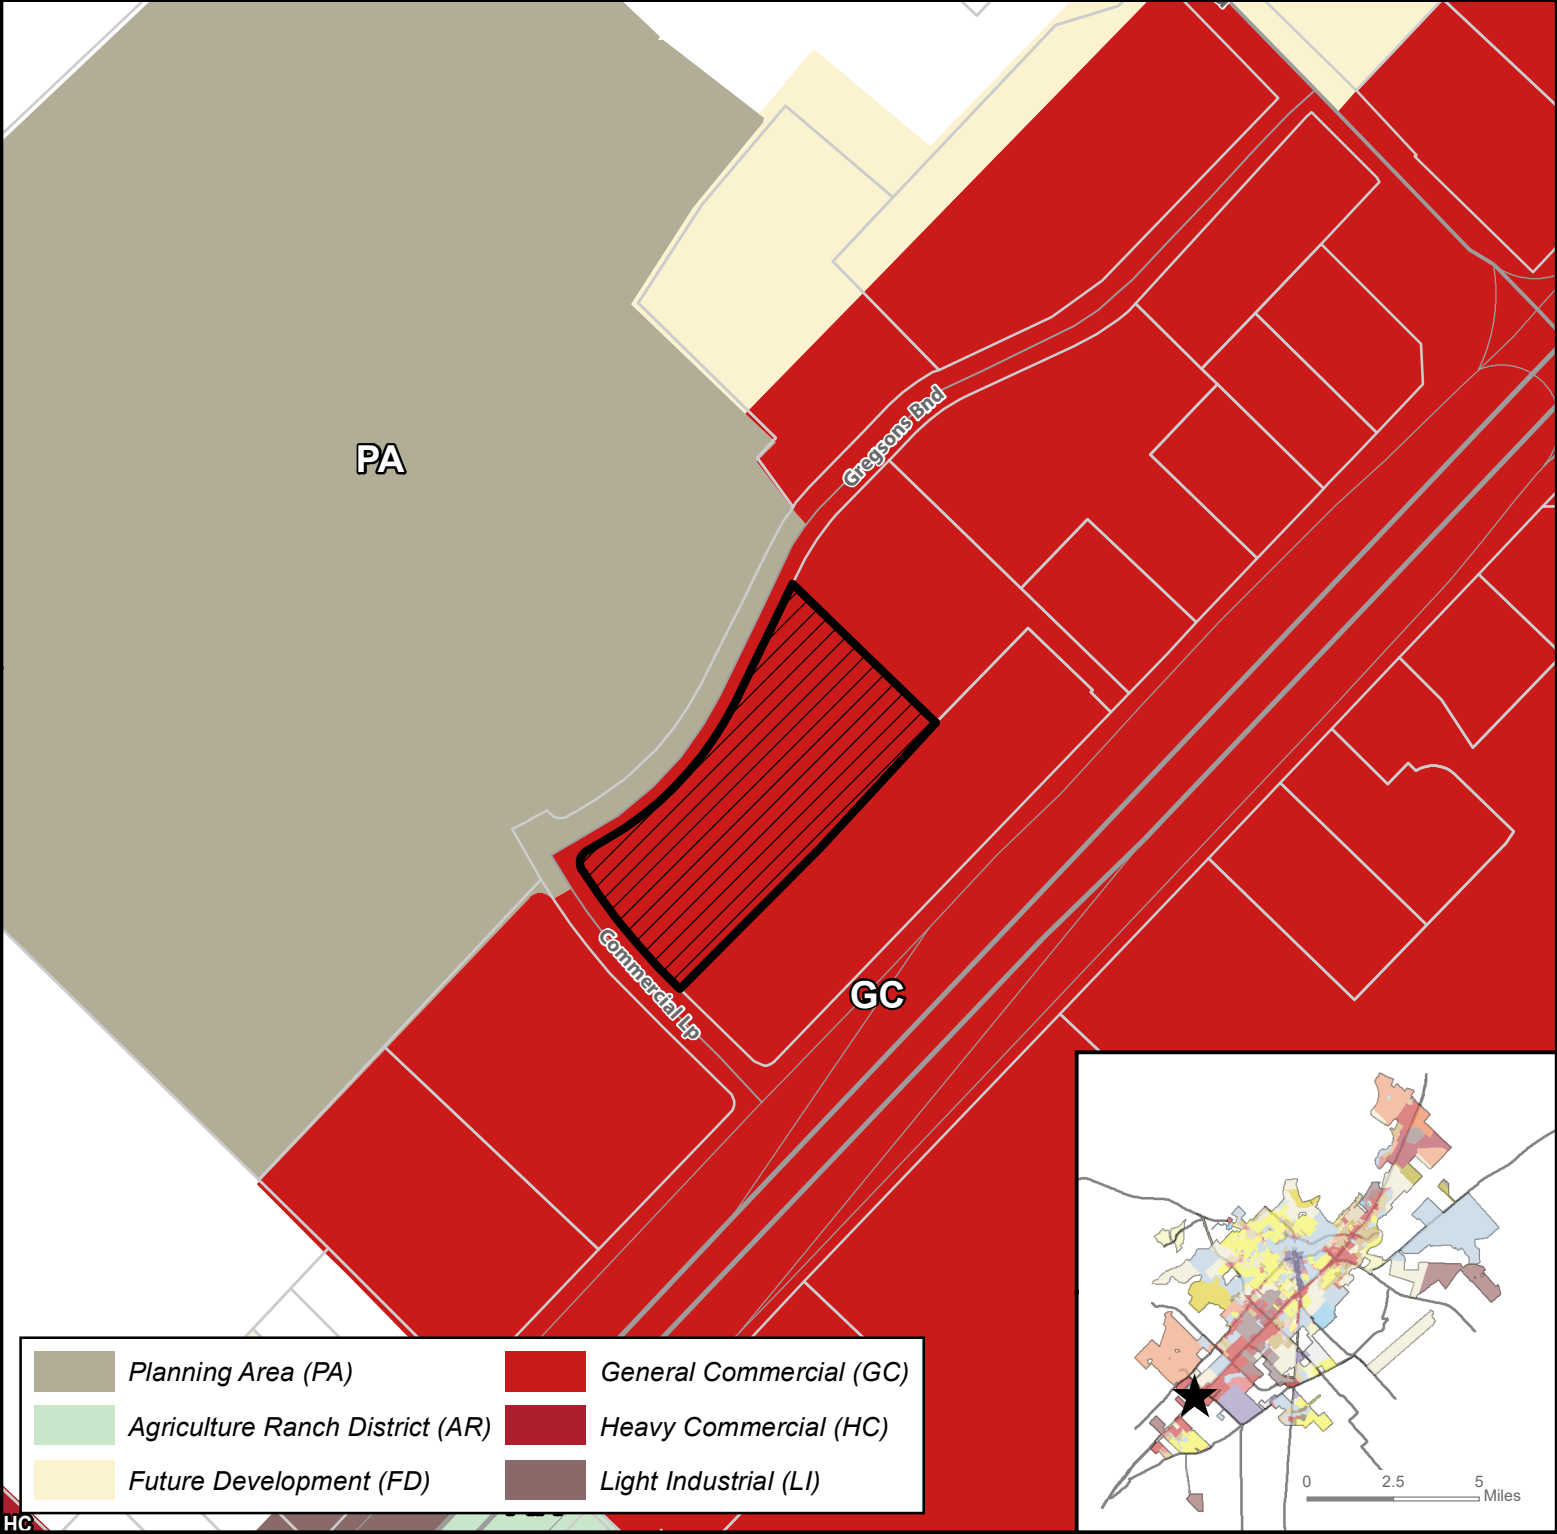 PA
Gregsons Bnd
Commercial Lp
GC
Planning Area (PA)
Agriculture Ranch District (AR)
Future Development (FD)
General Commercial (GC)
Heavy Commercial (HC)
Light Industrial (LI)
HC
0 2.5 5
Miles